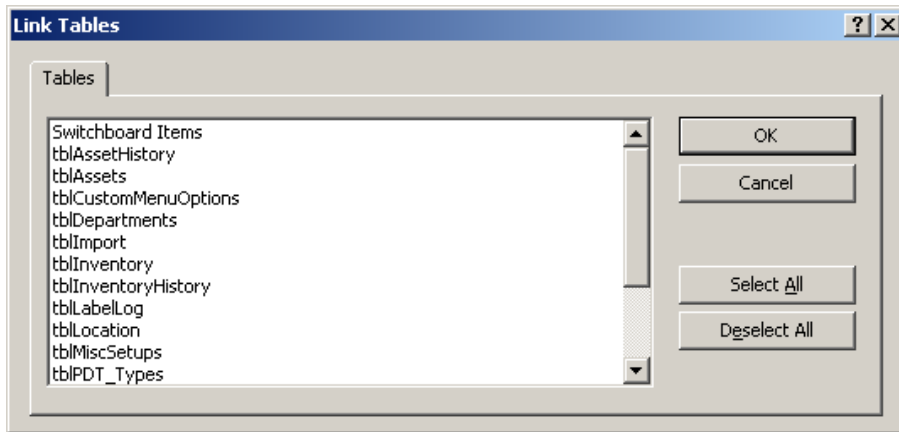 Link Tables
Tables
Switchboard Items
tblAssetHistory
tblAssets
tblCustomMenuOptions
tblDepartments
tblImport
tblInventory
tblInventoryHistory
tblLabelLog
tblLocation
tblMiscSetups
tblPDT_Types
OK
Cancel
Select All
Deselect All